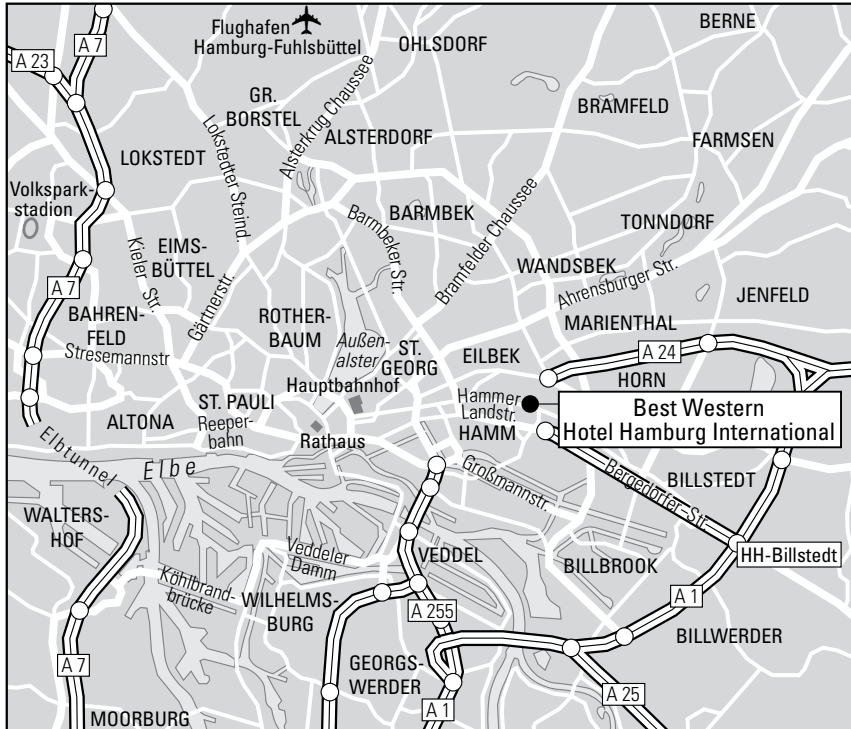 Flughafen
Hamburg-Fuhlsbüttel
BERNE
OHLSDORF
A 7
A 23
GR.
BORSTEL
Alsterkrug Chaussee
BRAMFELD
ALSTERDORF
FARMSEN
LOKSTEDT
Lokstedter Steind.
Volkspark-
stadion
BARMBEK
Barmbeker Str.
Bramfelder Chaussee
TONNDORF
EIMS-
BÜTTEL
Kieler Str.
WANDSBEK
Ahrensburger Str.
A 7
Gärtnerstr.
JENFELD
BAHREN-
FELD
ROTHER-
BAUM
MARIENTHAL
Stresemannstr
Außen-
alster
ST.
GEORG
EILBEK
A 24
Hauptbahnhof
HORN
ALTONA
ST. PAULI
Reeper-
bahn
Hammer
Landstr.
HAMM
Best Western
Hotel Hamburg International
Rathaus
Elbtunnel
Elbe
Großmannstr.
Bergedorfer Str.
BILLSTEDT
WALTERS-
HOF
Veddeler
Damm
VEDDEL
BILLBROOK
HH-Billstedt
Köhlbrand-
brücke
WILHELMS-
BURG
A 255
A 1
BILLWERDER
A 7
GEORGS-
WERDER
A 25
A 1
MOORBURG